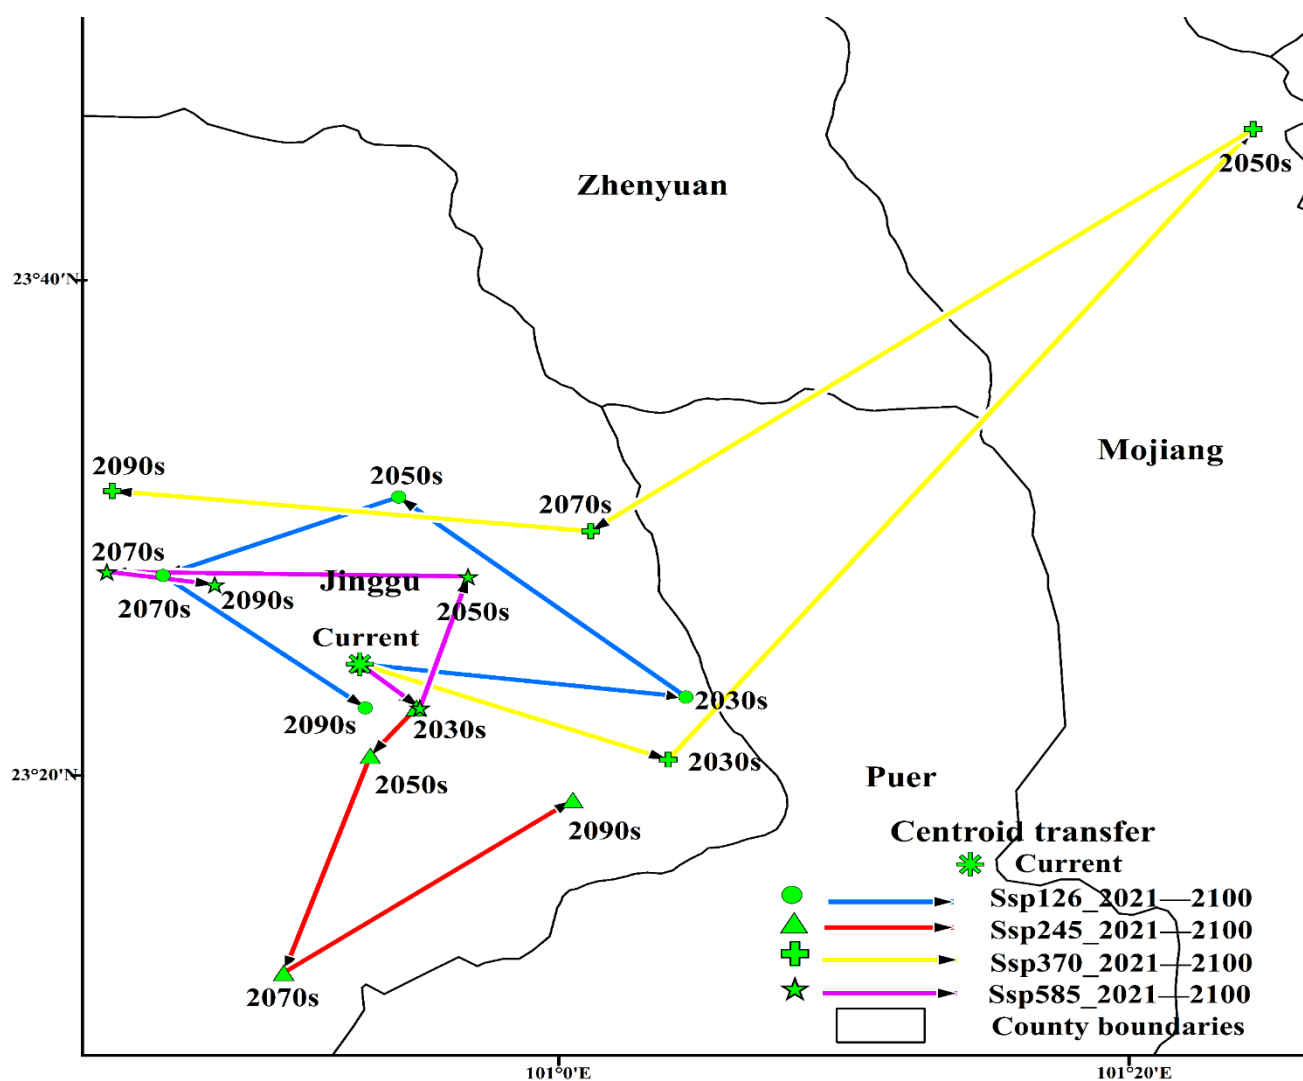 2050s
Zhenyuan
23°40'N
Mojiang
2090s
2050s
2070s
2070s
Jinggu
2070s
2090s
2050s
Current
2030s
2090s
2030s
2030s
23°20'N
2050s
Puer
2090s
Centroid transfer
Current
Ssp126_2021—2100
Ssp245_2021—2100
Ssp370_2021—2100
2070s
Ssp585_2021—2100
County boundaries
101°0'E
101°20'E